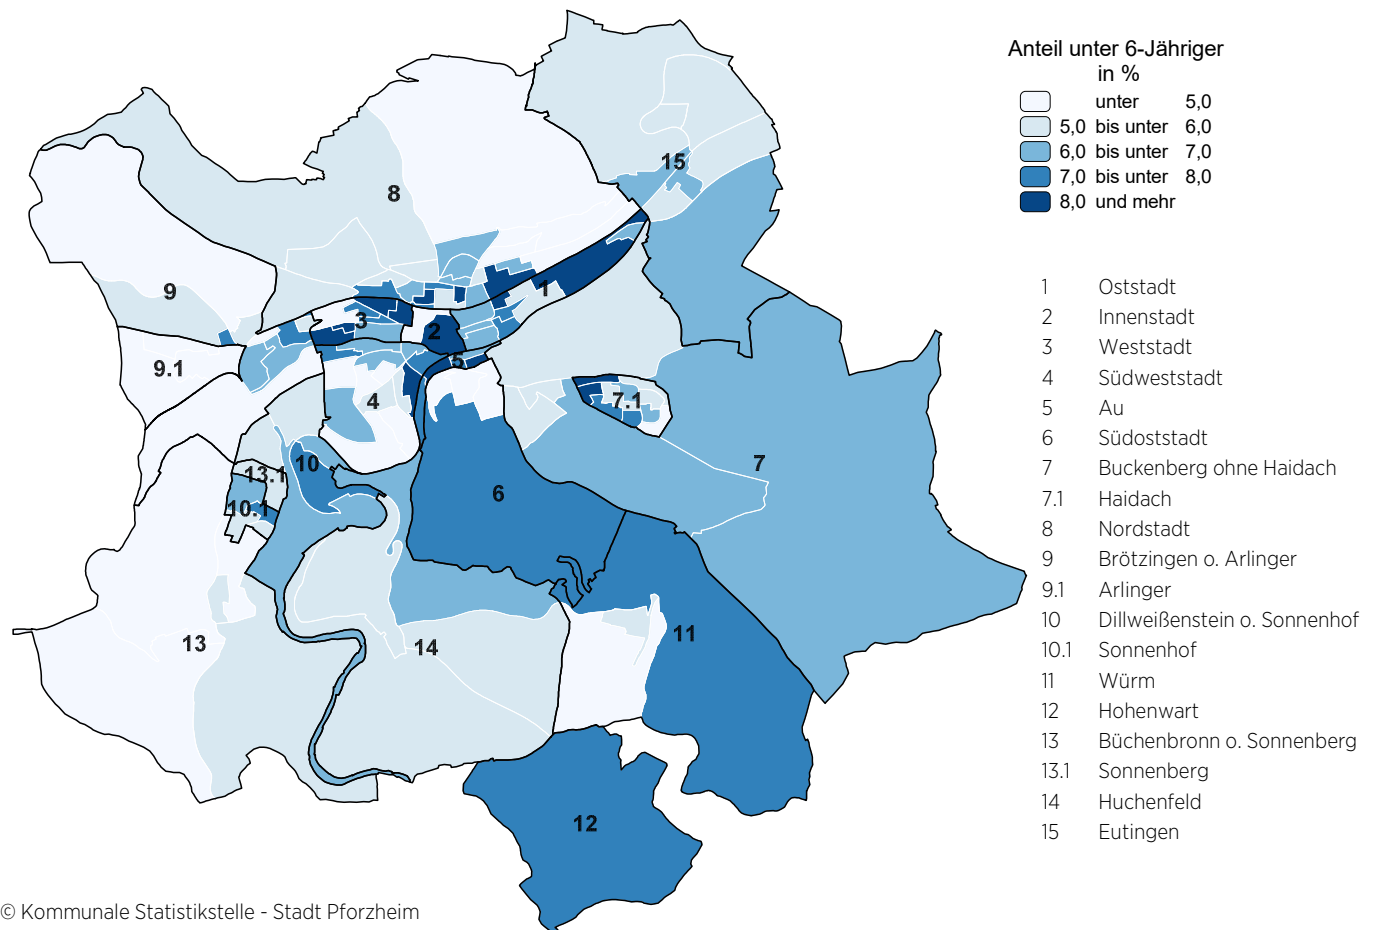 Anteil unter 6-Jähriger
in %
unter 5,0
5,0 bis unter 6,0
6,0 bis unter 7,0
7,0 bis unter 8,0
8,0 und mehr
1 Oststadt
2 Innenstadt
3 Weststadt
4 Südweststadt
5 Au
6 Südoststadt
7 Buckenberg ohne Haidach
7.1 Haidach
8 Nordstadt
9 Brötzingen o. Arlinger
9.1 Arlinger
10 Dillweißenstein o. Sonnenhof
10.1 Sonnenhof
11 Würm
12 Hohenwart
13 Büchenbronn o. Sonnenberg
13.1 Sonnenberg
14 Huchenfeld
15 Eutingen
15
8
9
1
3
2
9.1
5
4
7.1
10
7
13.1
6
10.1
11
13
14
12
© Kommunale Statistikstelle - Stadt Pforzheim